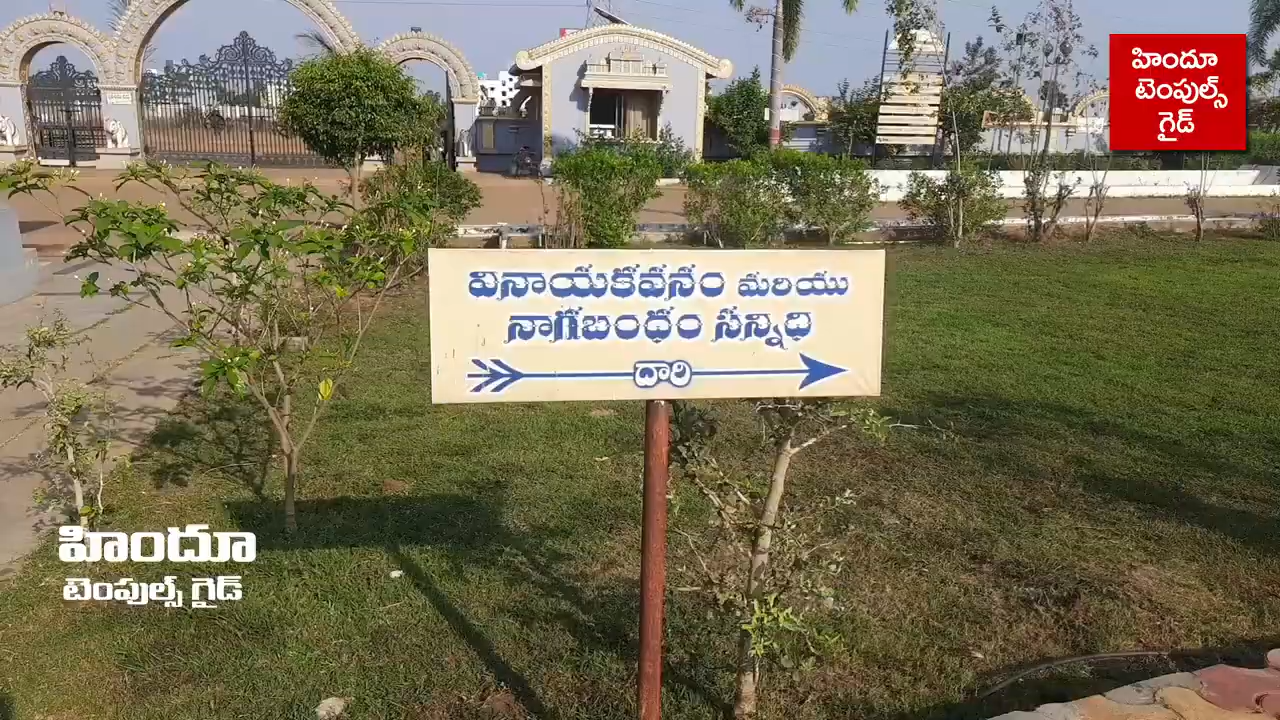 హిందూ
టెంపుల్స్
గైడ్
వినాయకవనం మరియు
నాగబంధం సన్నిధి
దారి
హిందూ
టెంపుల్స్ గైడ్